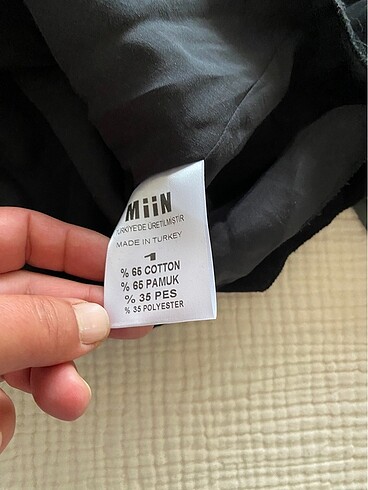 MiiN
TÜRKİYE'DE ÜRETİLMİŞTİR
MADE IN TURKEY
1
% 65 COTTON
% 65 PAMUK
% 35 PES
% 35 POLYESTER